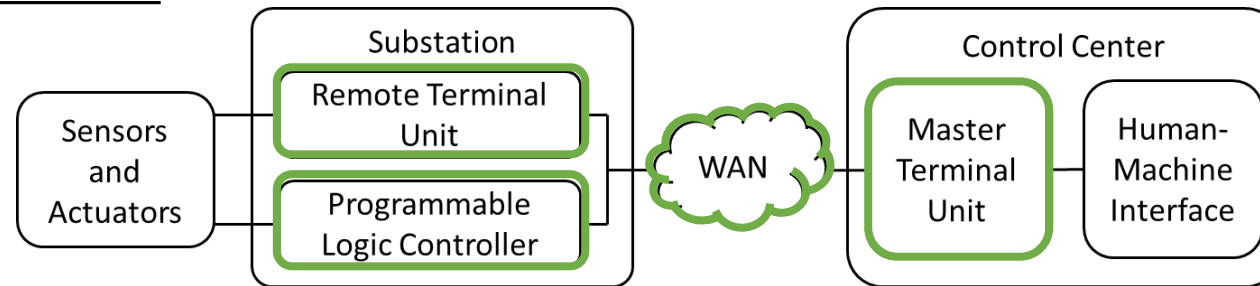 Substation
Control Center
Sensors
and
Actuators
Remote Terminal
Unit
Programmable
Logic Controller
WAN
Master
Terminal
Unit
Human-
Machine
Interface